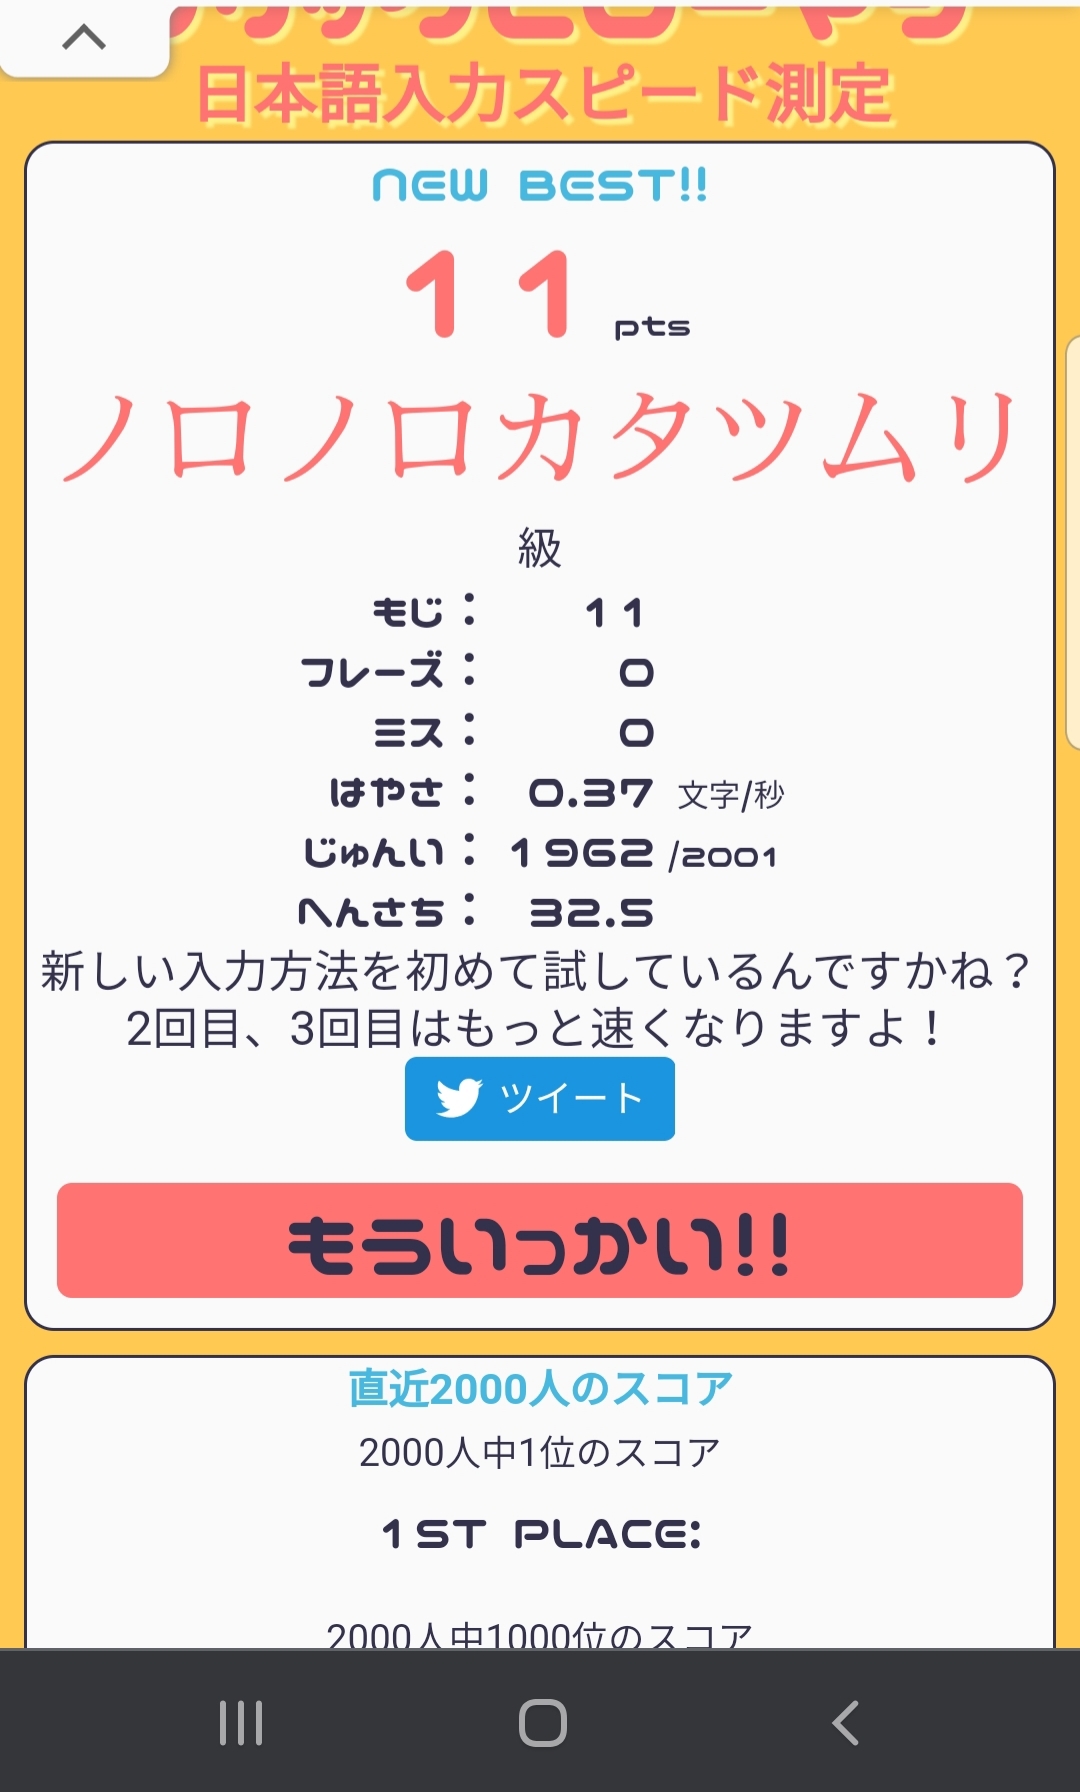 日本語入力スピード測定
NEW BEST!!
11 pts
ノロノロカタツムリ
級
もじ： 11
フレーズ： 0
ミス： 0
はやさ： 0.37 文字/秒
じゅんい： 1962 /2001
へんさち： 32.5
新しい入力方法を初めて試しているんですかね？
2回目、3回目はもっと速くなりますよ！
ツイート
もういっかい!!
直近2000人のスコア
2000人中1位のスコア
1ST PLACE:
2000人中1000位のスコア